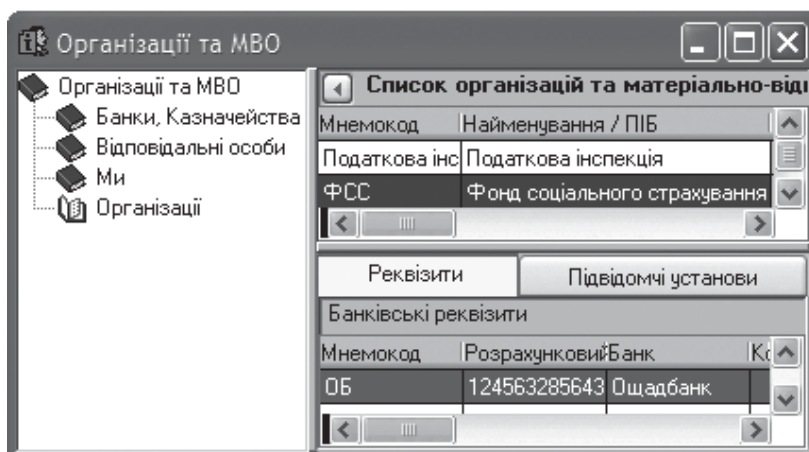 Організації та МВО
Організації та МВО
Банки, Казначейства
Відповідальні особи
Ми
Організації
Список організацій та матеріально-відп
Мнемокод Найменування / ПІБ
Податкова інс Податкова інспекція
ФСС Фонд соціального страхування
Реквізити Підвідомчі установи
Банківські реквізити
Мнемокод Розрахунковий Банк
ОБ 124563285643 Ощадбанк